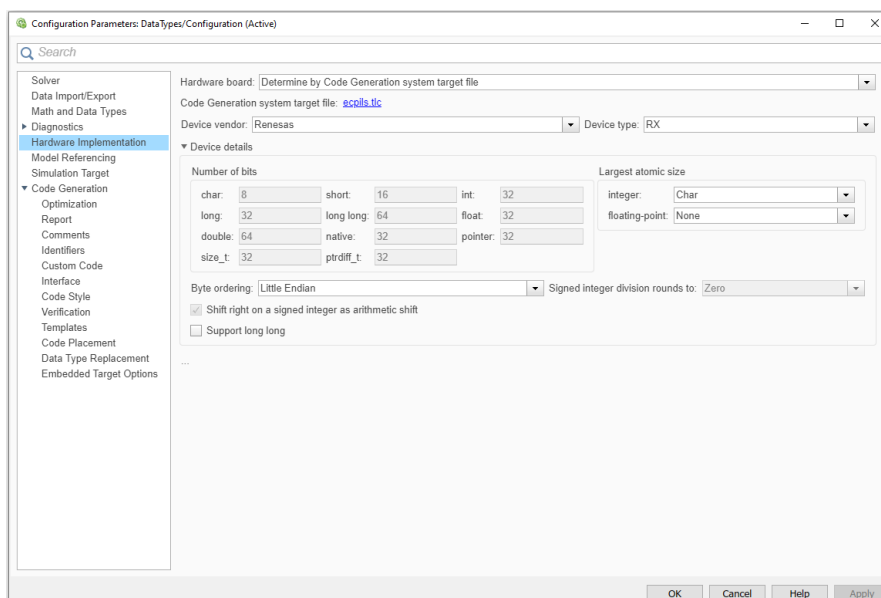 Configuration Parameters: DataTypes/Configuration (Active)
Search
Solver
Data Import/Export
Math and Data Types
Diagnostics
Hardware Implementation
Model Referencing
Simulation Target
Code Generation
Optimization
Report
Comments
Identifiers
Custom Code
Interface
Code Style
Verification
Templates
Code Placement
Data Type Replacement
Embedded Target Options
Hardware board: Determine by Code Generation system target file
Code Generation system target file: ecpils.tlc
Device vendor: Renesas Device type: RX
Device details
Number of bits Largest atomic size
char: 8 short: 16 int: 32 integer: Char
long: 32 long long: 64 float: 32 floating-point: None
double: 64 native: 32 pointer: 32
size_t: 32 ptrdiff_t: 32
Byte ordering: Little Endian Signed integer division rounds to: Zero
Shift right on a signed integer as arithmetic shift
Support long long
...
OK Cancel Help Apply